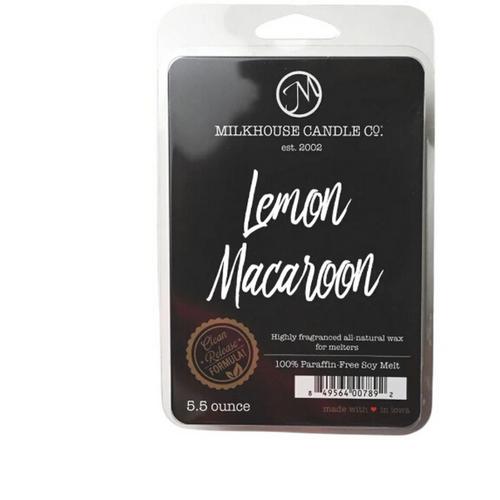 M
MILKHOUSE CANDLE CO.
est. 2002
Lemon
Macaroon
Highly fragranced all-natural wax
for melters
100% Paraffin-Free Soy Melt
Clean
Release
FORMULA!
8 49564 00789 2
5.5 ounce
made with ♥ in iowa